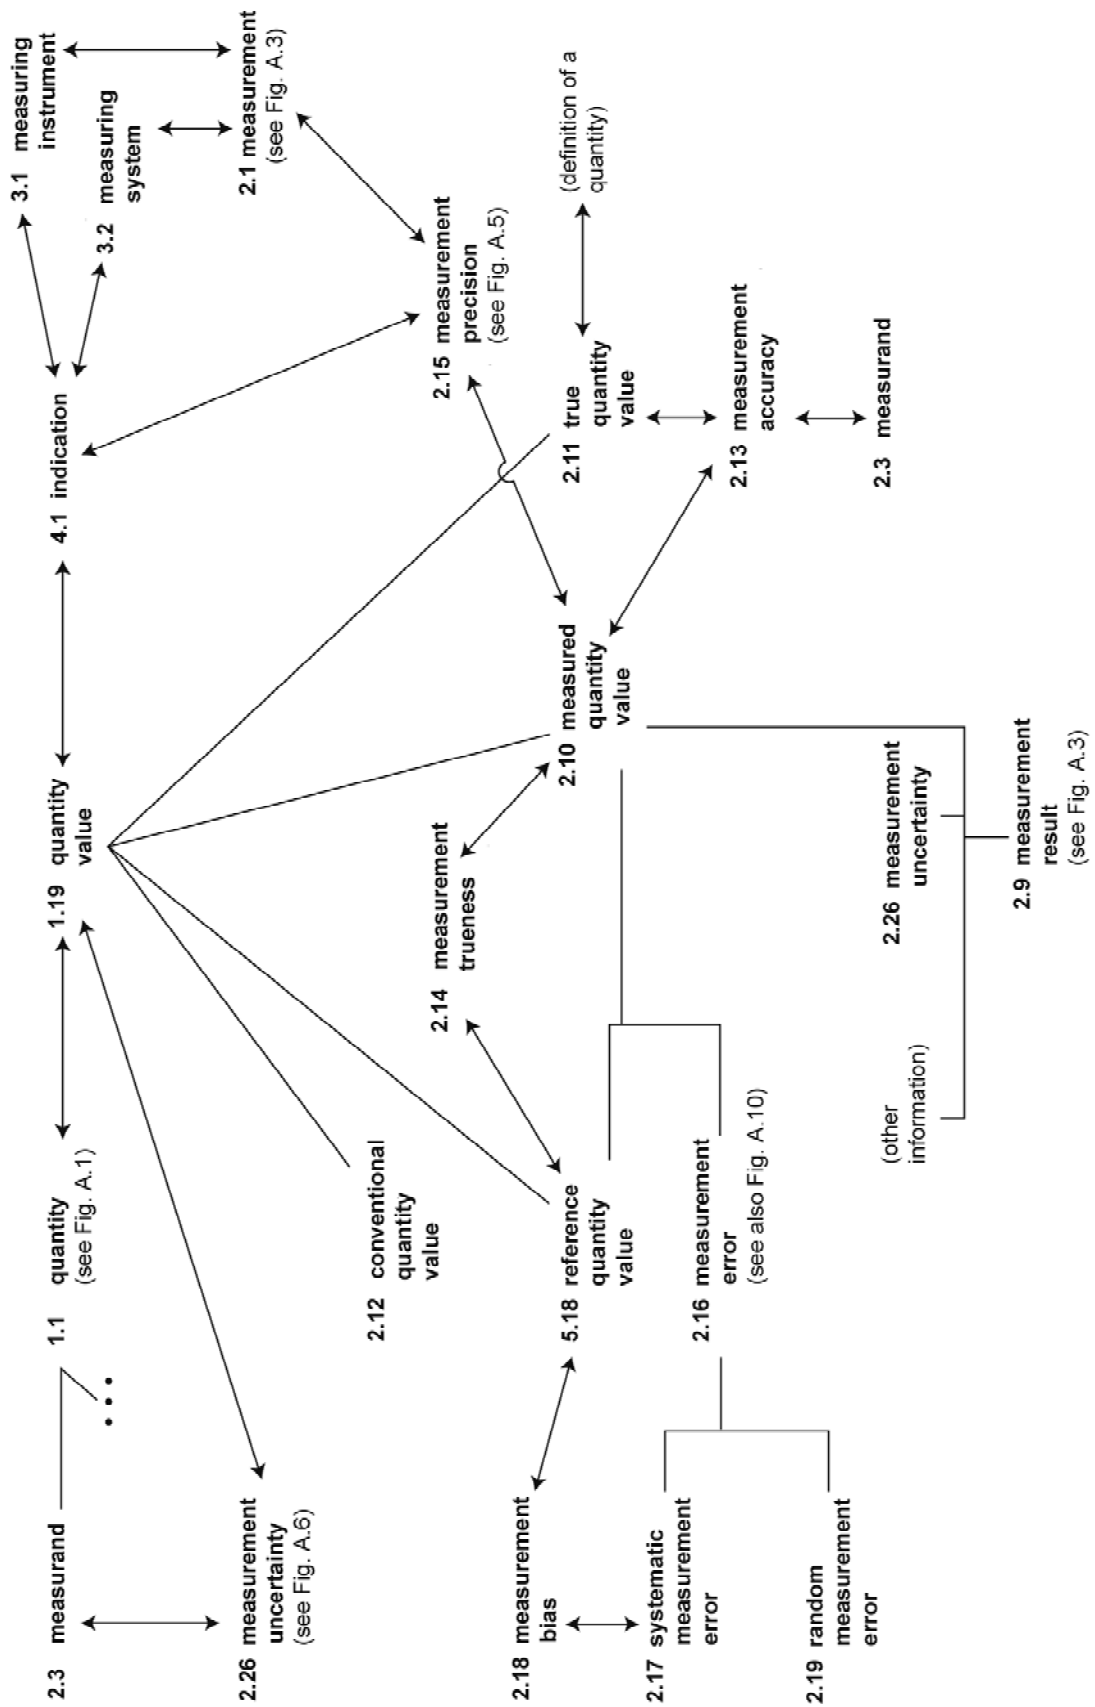 2.3 measurand
1.1 quantity
(see Fig. A.1)
• • •
1.19 quantity
value
4.1 indication
3.1 measuring
instrument
3.2 measuring
system
2.26 measurement
uncertainty
(see Fig. A.6)
2.1 measurement
(see Fig. A.3)
2.12 conventional
quantity
value
2.14 measurement
trueness
2.15 measurement
precision
(see Fig. A.5)
2.18 measurement
bias
5.18 reference
quantity
value
2.10 measured
quantity
value
2.11 true
quantity
value
(definition of a
quantity)
2.17 systematic
measurement
error
2.16 measurement
error
(see also Fig. A.10)
2.13 measurement
accuracy
2.19 random
measurement
error
(other
information)
2.26 measurement
uncertainty
2.3 measurand
2.9 measurement
result
(see Fig. A.3)